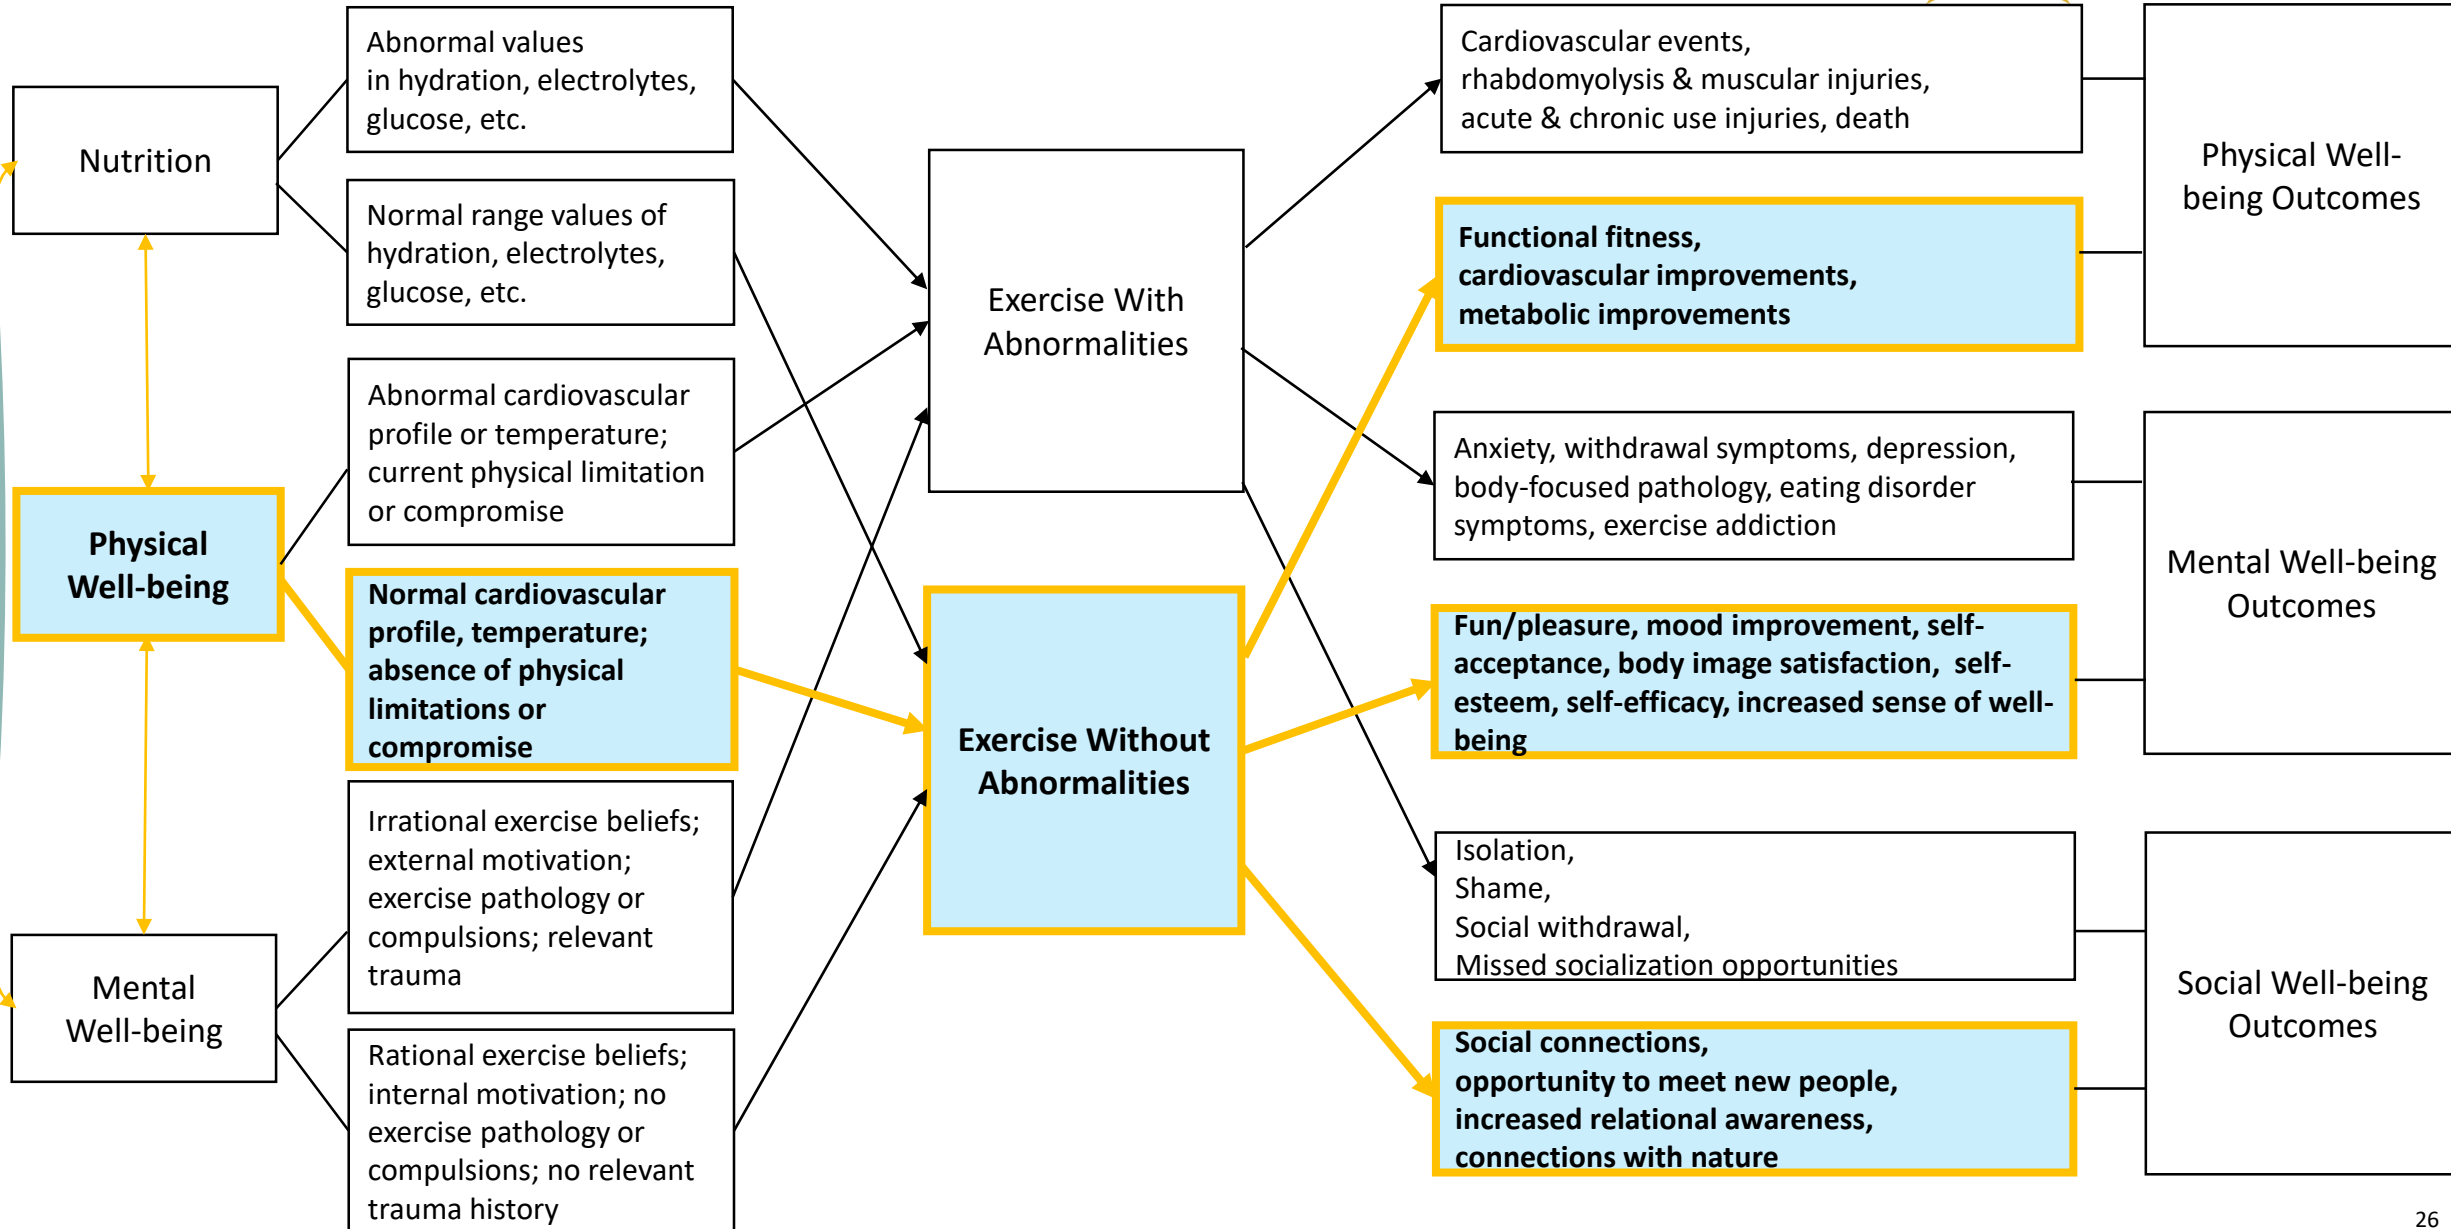 Nutrition
Physical
Well-being
Mental
Well-being
Abnormal values
in hydration, electrolytes,
glucose, etc.
Normal range values of
hydration, electrolytes,
glucose, etc.
Abnormal cardiovascular
profile or temperature;
current physical limitation
or compromise
Normal cardiovascular
profile, temperature;
absence of physical
limitations or
compromise
Irrational exercise beliefs;
external motivation;
exercise pathology or
compulsions; relevant
trauma
Rational exercise beliefs;
internal motivation; no
exercise pathology or
compulsions; no relevant
trauma history
Exercise With
Abnormalities
Exercise Without
Abnormalities
Cardiovascular events,
rhabdomyolysis & muscular injuries,
acute & chronic use injuries, death
Functional fitness,
cardiovascular improvements,
metabolic improvements
Anxiety, withdrawal symptoms, depression,
body-focused pathology, eating disorder
symptoms, exercise addiction
Fun/pleasure, mood improvement, self-
acceptance, body image satisfaction,  self-
esteem, self-efficacy, increased sense of well-
being
Isolation,
Shame,
Social withdrawal,
Missed socialization opportunities
Social connections,
opportunity to meet new people,
increased relational awareness,
connections with nature
Physical Well-
being Outcomes
Mental Well-being
Outcomes
Social Well-being
Outcomes
26